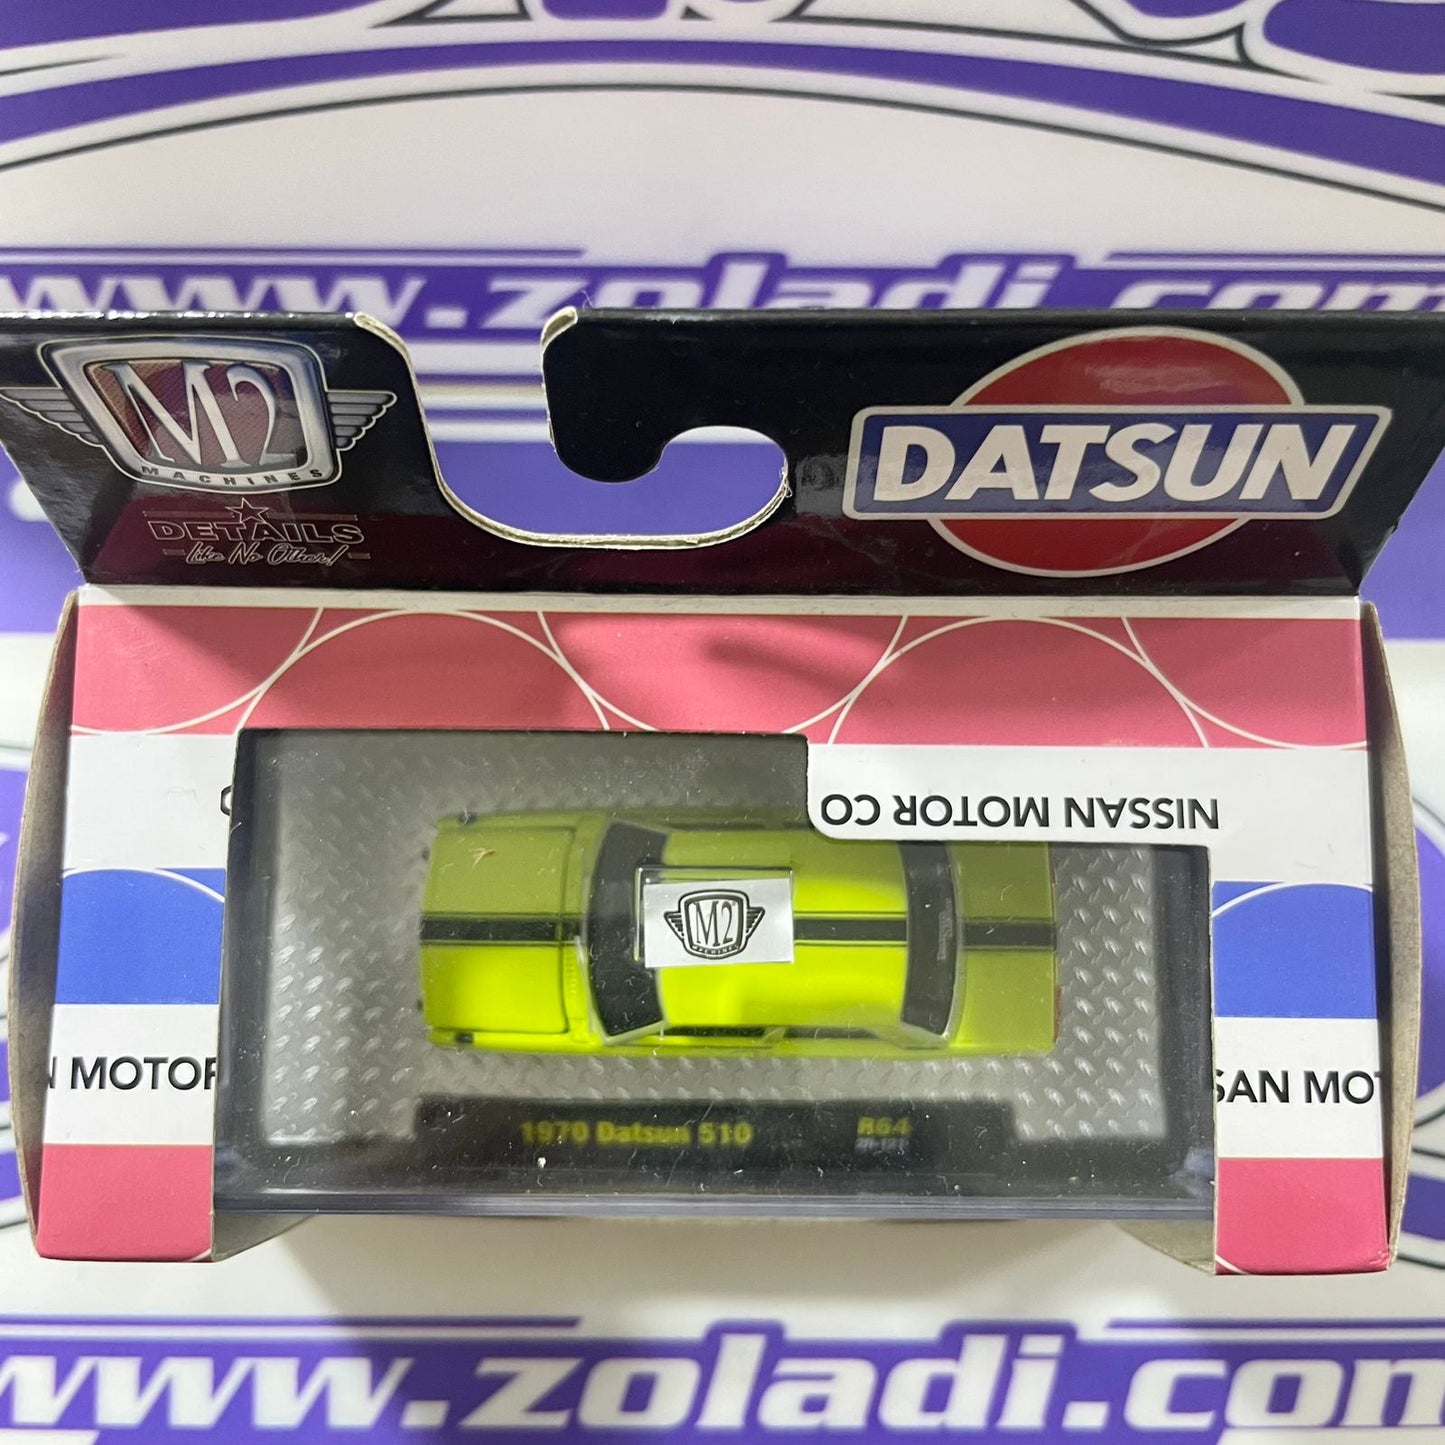 www.zoladi.com
M2
MACHINES
DETAILS
Like No Other!
DATSUN
NISSAN MOTOR CO
M2
MACHINES
N MOTOR
SAN MOT
1970 Datsun 510
R64
www.zoladi.com